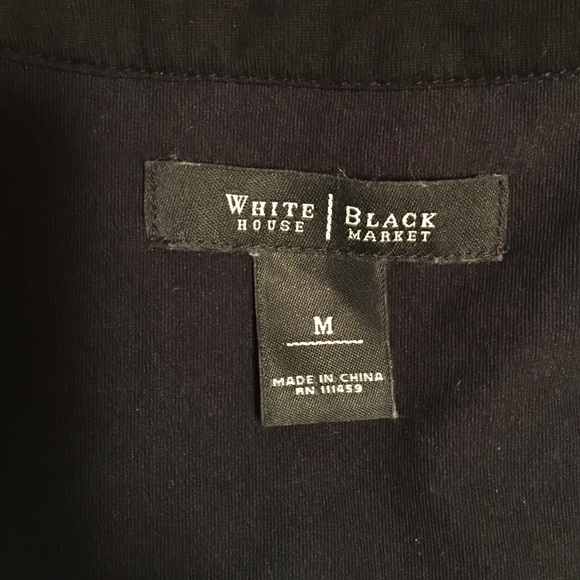 WHITE | BLACK
HOUSE | MARKET
M
MADE IN CHINA
RN 111459